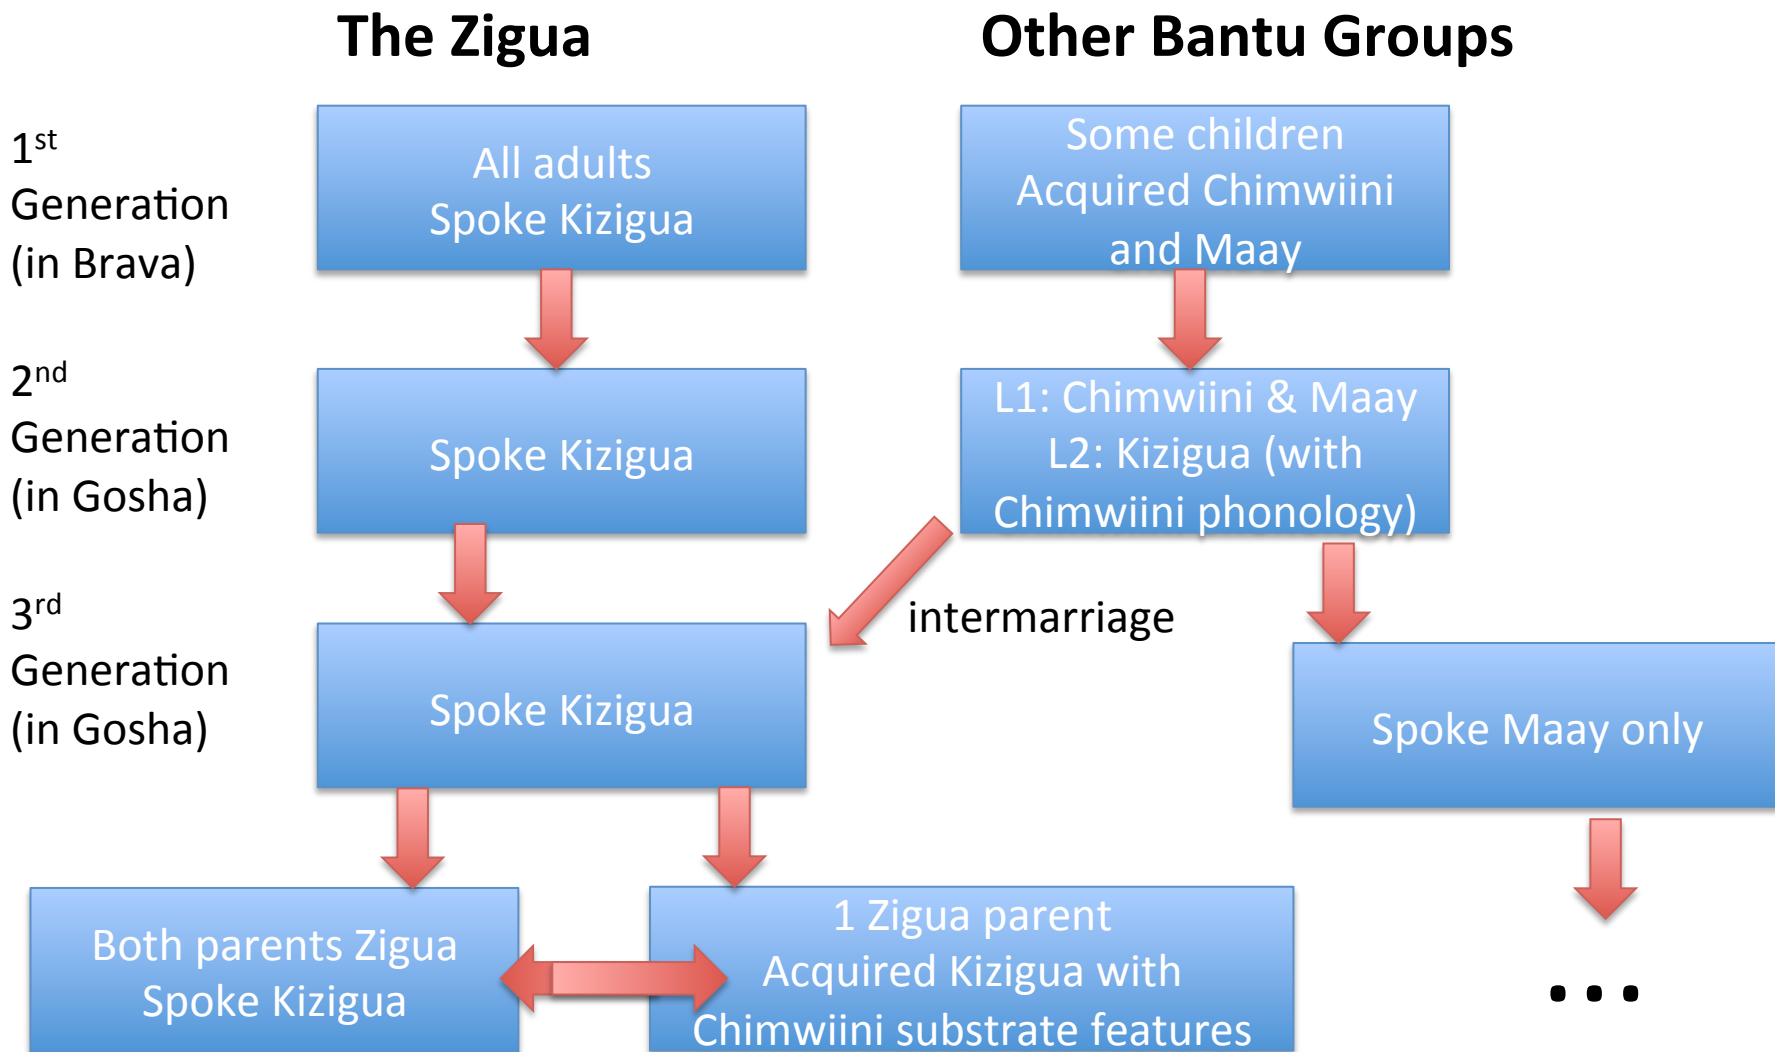 The Zigua
Other Bantu Groups
1st
Generation
(in Brava)
All adults
Spoke Kizigua
Some children
Acquired Chimwiini
and Maay
2nd
Generation
(in Gosha)
Spoke Kizigua
L1: Chimwiini & Maay
L2: Kizigua (with
Chimwiini phonology)
intermarriage
3rd
Generation
(in Gosha)
Spoke Kizigua
Spoke Maay only
Both parents Zigua
Spoke Kizigua
1 Zigua parent
Acquired Kizigua with
Chimwiini substrate features
...